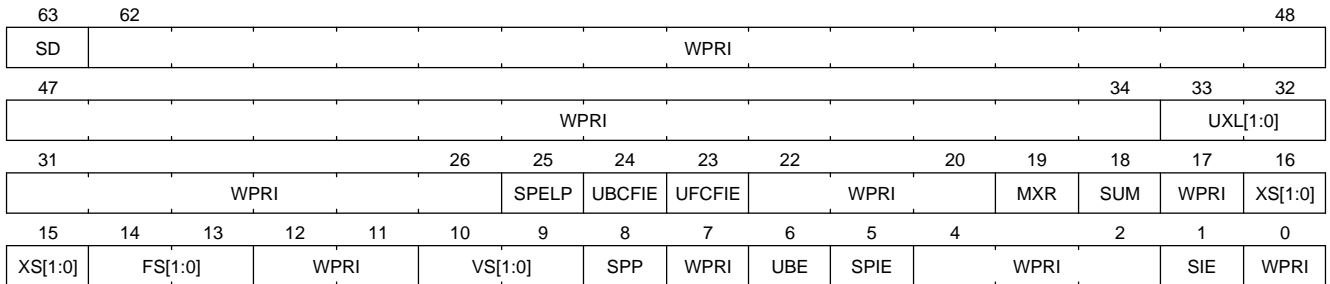 63 62 48
SD WPRI
47 34 33 32
WPRI UXL[1:0]
31 26 25 24 23 22 20 19 18 17 16
WPRI SPELP UBCFIE UFCFIE WPRI MXR SUM WPRI XS[1:0]
15 14 13 12 11 10 9 8 7 6 5 4 2 1 0
XS[1:0] FS[1:0] WPRI VS[1:0] SPP WPRI UBE SPIE WPRI SIE WPRI